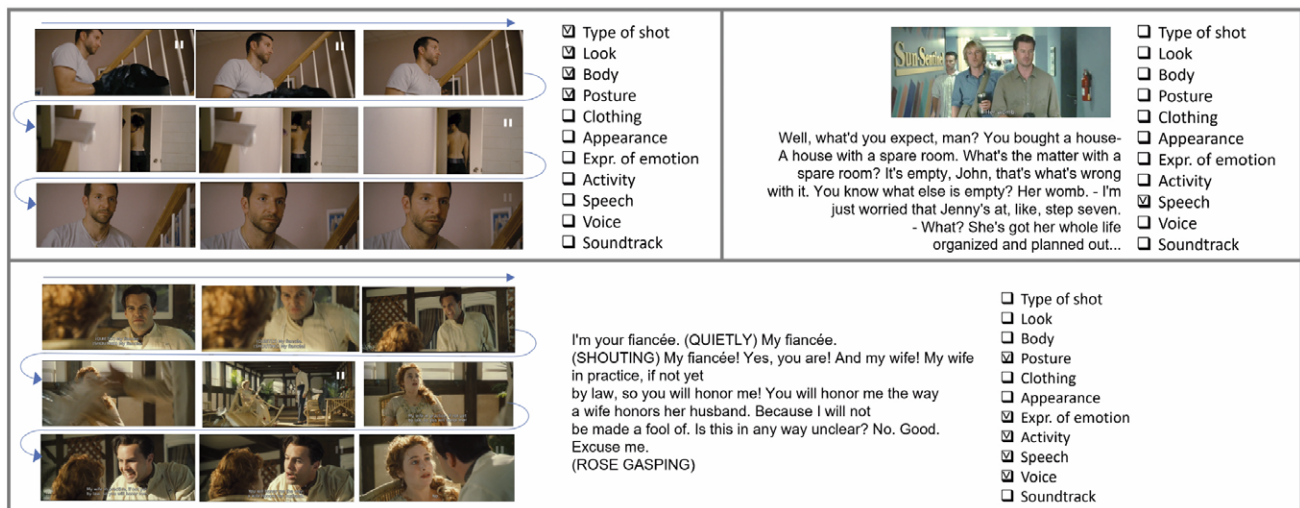 Type of shot
Look
Body
Posture
Clothing
Appearance
Expr. of emotion
Activity
Speech
Voice
Soundtrack
Sun-Sentinel
Well, what'd you expect, man? You bought a house-
A house with a spare room. What's the matter with a
spare room? It's empty, John, that's what's wrong
with it. You know what else is empty? Her womb. - I'm
just worried that Jenny's at, like, step seven.
- What? She's got her whole life
organized and planned out...
Type of shot
Look
Body
Posture
Clothing
Appearance
Expr. of emotion
Activity
Speech
Voice
Soundtrack
I'm your fiancée. (QUIETLY) My fiancée.
(SHOUTING) My fiancée! Yes, you are! And my wife! My wife
in practice, if not yet
by law, so you will honor me! You will honor me the way
a wife honors her husband. Because I will not
be made a fool of. Is this in any way unclear? No. Good.
Excuse me.
(ROSE GASPING)
Type of shot
Look
Body
Posture
Clothing
Appearance
Expr. of emotion
Activity
Speech
Voice
Soundtrack